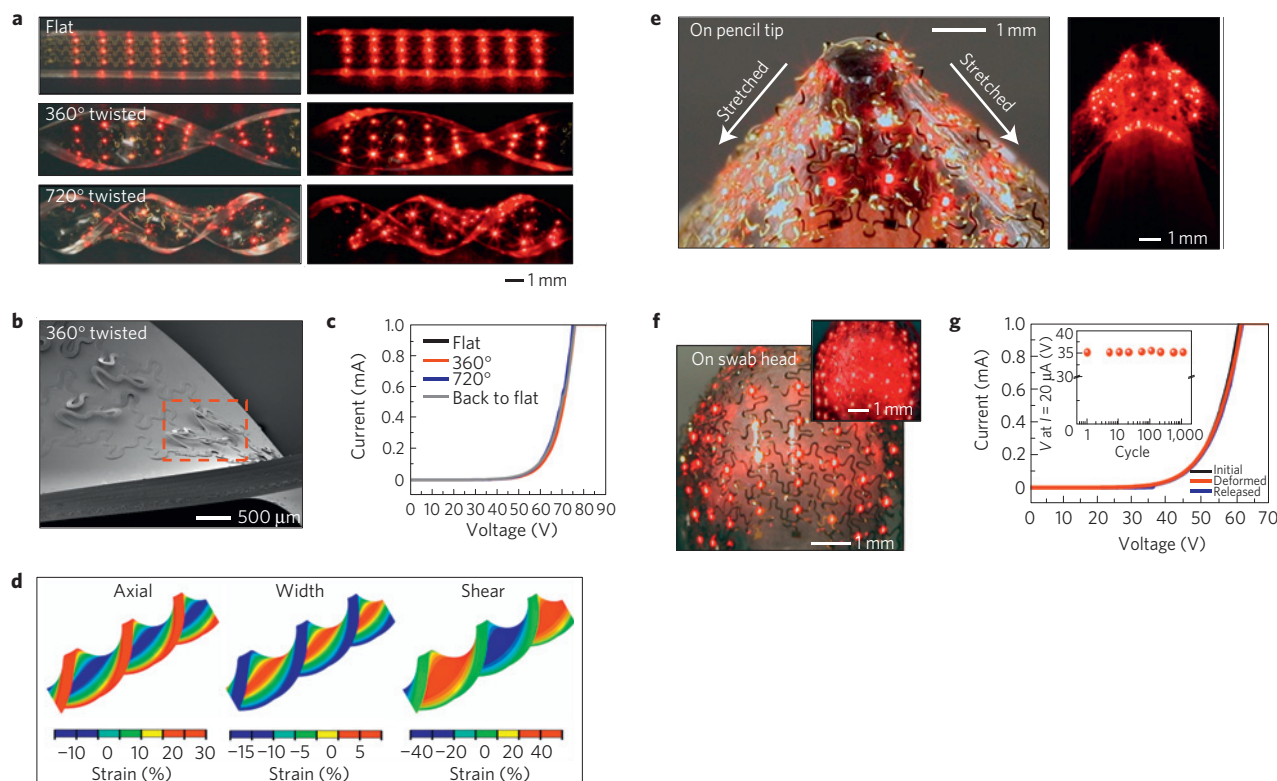 a
Flat
360° twisted
720° twisted
1 mm
b
360° twisted
500 μm
c
1.0
0.8
0.6
0.4
0.2
0
Current (mA)
Flat
360°
720°
Back to flat
0 10 20 30 40 50 60 70 80 90
Voltage (V)
d
Axial Width Shear
−10 0 10 20 30
Strain (%)
−15 −10 −5 0 5
Strain (%)
−40 −20 0 20 40
Strain (%)
e
On pencil tip
1 mm
Stretched
Stretched
1 mm
f
On swab head
1 mm
1 mm
g
1.0
0.8
0.6
0.4
0.2
0
Current (mA)
40
35
30
0
V at I = 20 μA (V)
1 10 100 1,000
Cycle
Initial
Deformed
Released
0 10 20 30 40 50 60 70
Voltage (V)